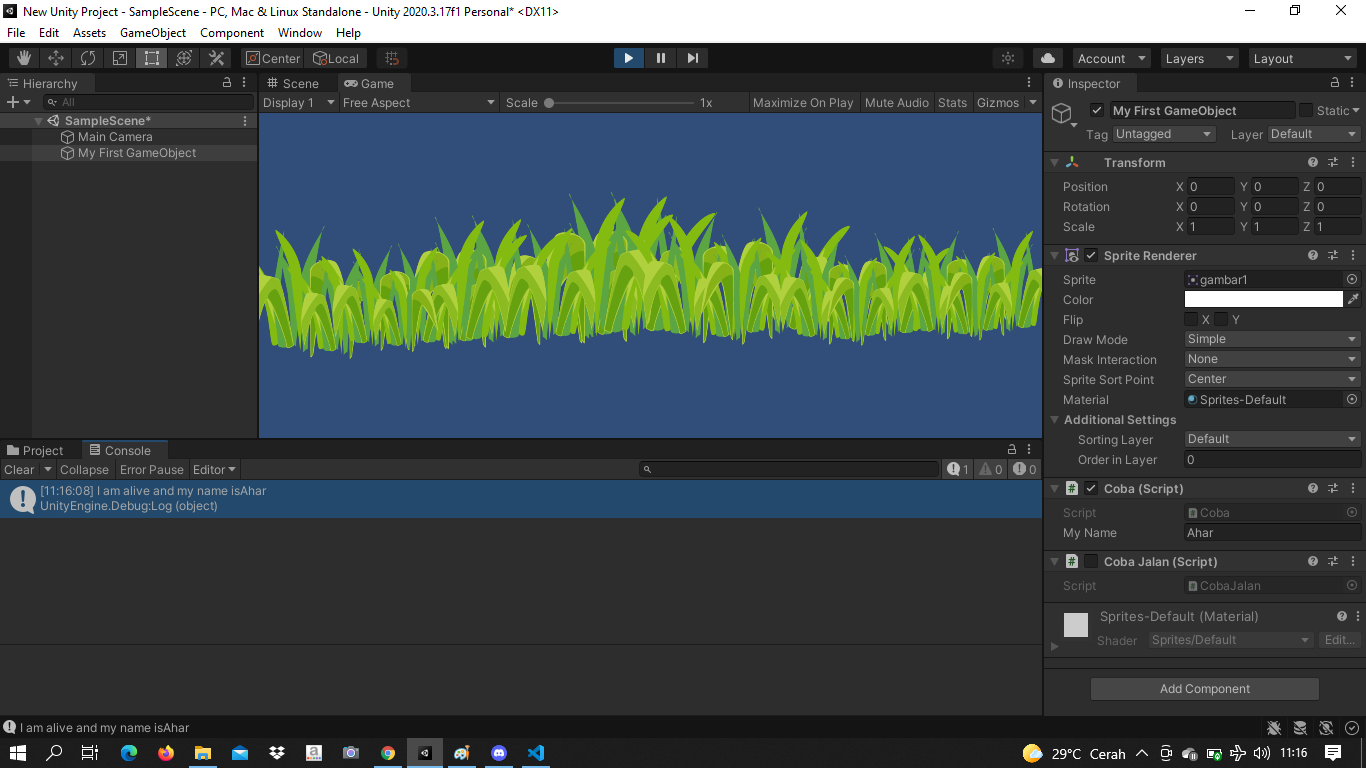 New Unity Project - SampleScene - PC, Mac & Linux Standalone - Unity 2020.3.17f1 Personal* <DX11>
File Edit Assets GameObject Component Window Help
Center Local Account Layers Layout
Hierarchy
All
SampleScene*
Main Camera
My First GameObject
Scene Game
Display 1 Free Aspect Scale 1x Maximize On Play Mute Audio Stats Gizmos
Inspector
My First GameObject Static
Tag Untagged Layer Default
Transform
Position X 0 Y 0 Z 0
Rotation X 0 Y 0 Z 0
Scale X 1 Y 1 Z 1
Sprite Renderer
Sprite gambar1
Color
Flip X Y
Draw Mode Simple
Mask Interaction None
Sprite Sort Point Center
Material Sprites-Default
Additional Settings
Sorting Layer Default
Order in Layer 0
# Coba (Script)
Script # Coba
My Name Ahar
# Coba Jalan (Script)
Script # CobaJalan
Sprites-Default (Material)
Shader Sprites/Default Edit...
Add Component
Project Console
Clear Collapse Error Pause Editor 1 0 0
[11:16:08] I am alive and my name isAhar
UnityEngine.Debug:Log (object)
I am alive and my name isAhar
a
29°C Cerah 11:16